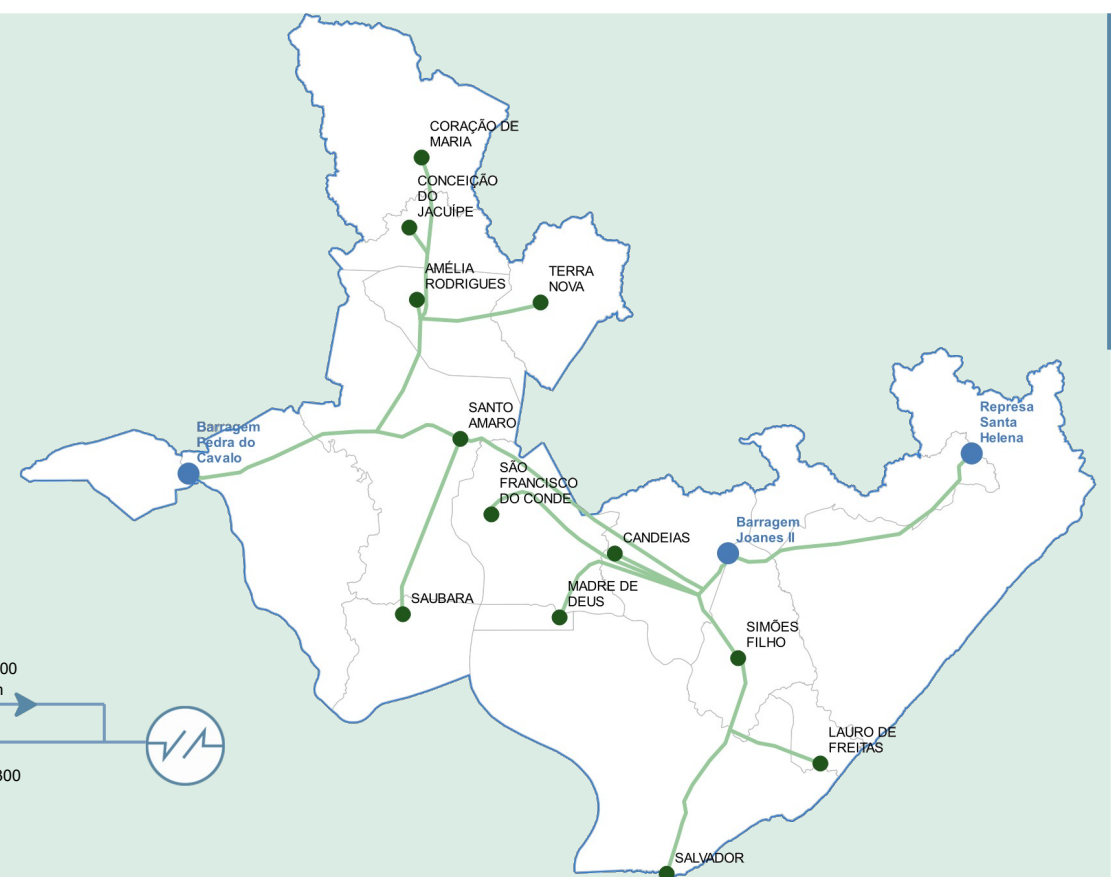 CORAÇÃO DE
MARIA
CONCEIÇÃO
DO
JACUÍPE
AMÉLIA
RODRIGUES
TERRA
NOVA
SANTO
AMARO
Barragem
Pedra do
Cavalo
Represa
Santa
Helena
SÃO
FRANCISCO
DO CONDE
CANDEIAS
Barragem
Joanes II
SAUBARA
MADRE DE
DEUS
SIMÕES
FILHO
LAURO DE
FREITAS
SALVADOR